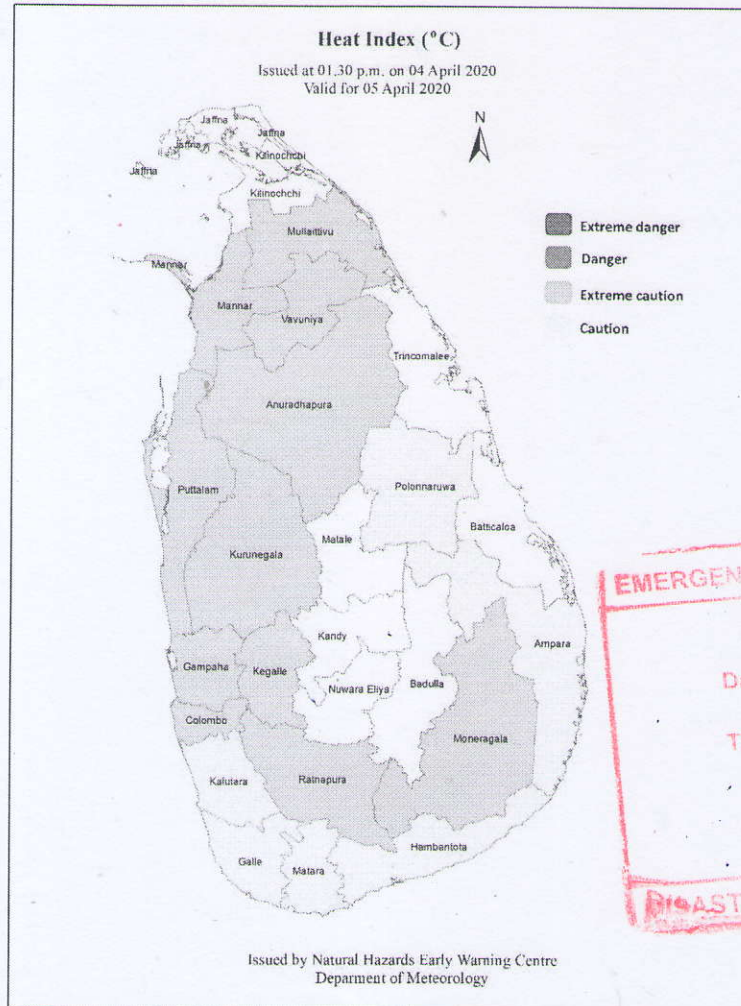 Heat Index (°C)
Issued at 01.30 p.m. on 04 April 2020
Valid for 05 April 2020
N
Jaffna
Jaffna
Jaffna
Kilinochchi
Jaffna
Kilinochchi
Mullaittivu
Mannar
Mannar
Vavuniya
Trincomalee
Anuradhapura
Puttalam
Polonnaruwa
Batticaloa
Matale
Kurunegala
Kandy
Ampara
Gampaha
Kegalle
Nuwara Eliya
Badulla
Colombo
Moneragala
Kalutara
Ratnapura
Hambantota
Galle
Matara
Extreme danger
Danger
Extreme caution
Caution
EMERGEN
D
T
DISAST
Issued by Natural Hazards Early Warning Centre
Deparment of Meteorology